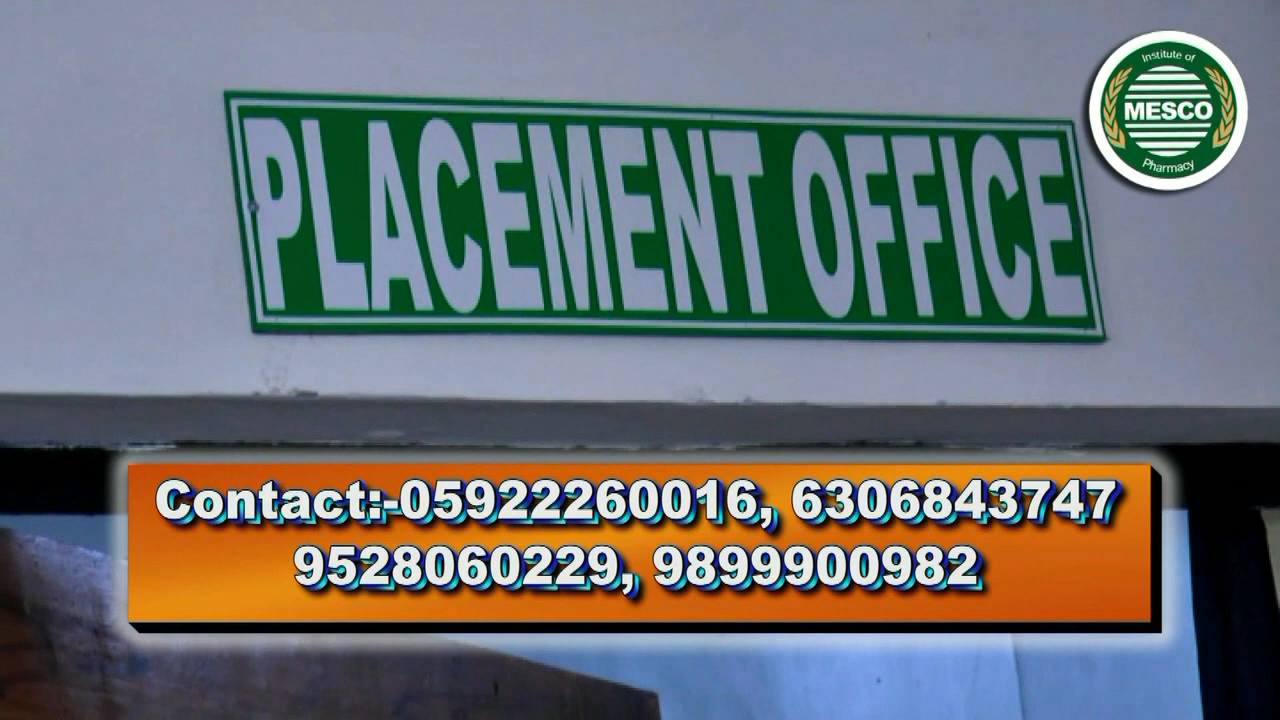 Institute of
MESCO
Pharmacy
PLACEMENT OFFICE
Contact:-05922260016, 6306843747
9528060229, 9899900982